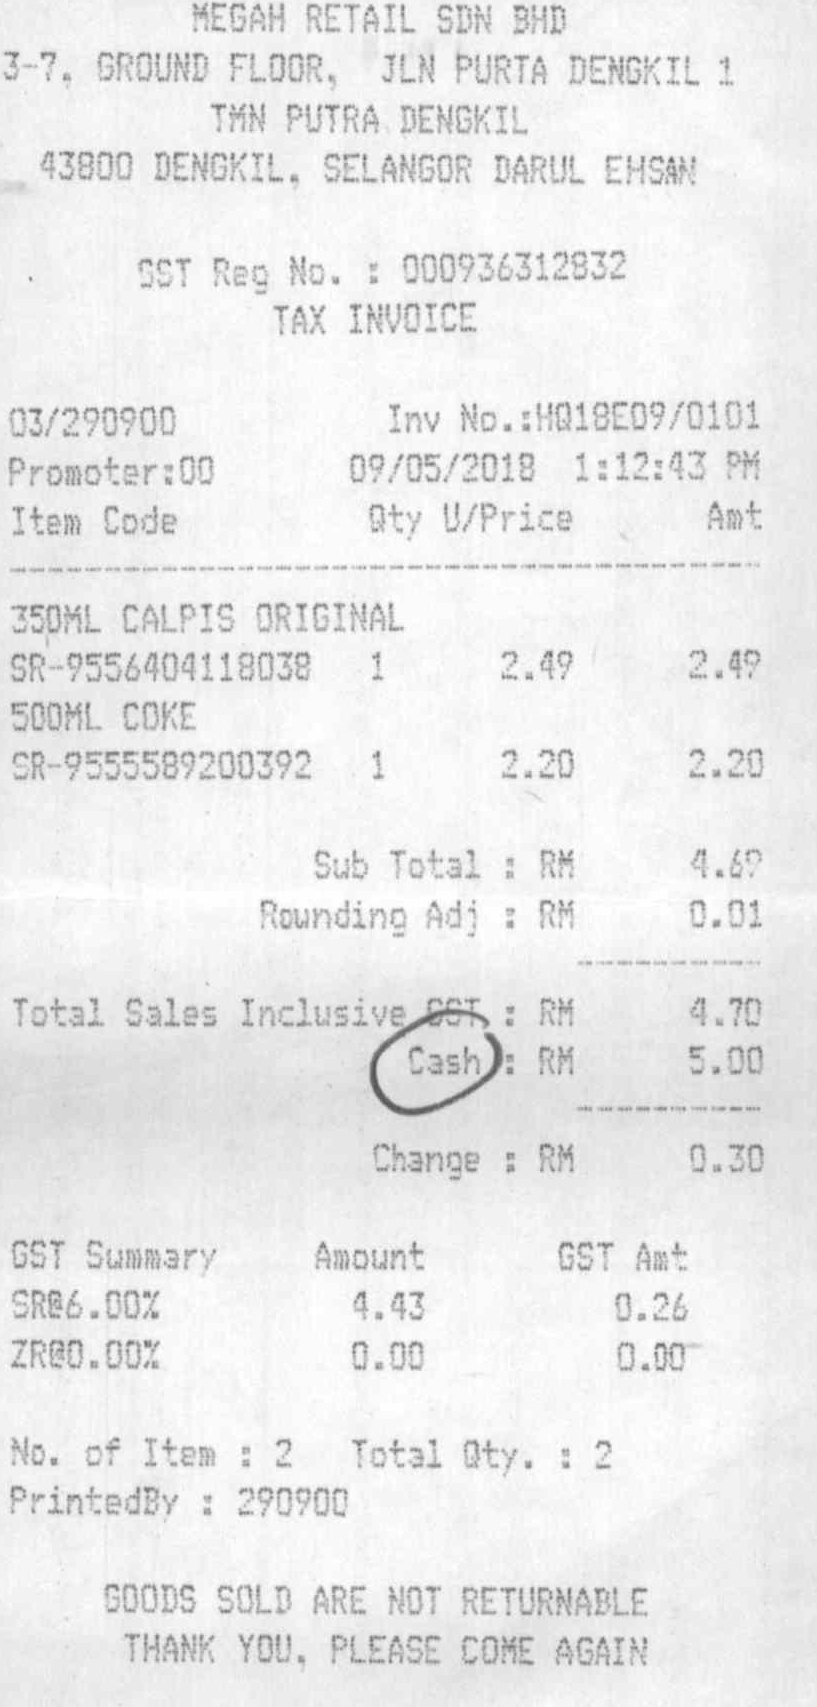 MEGAH RETAIL SDN BHD
3-7, GROUND FLOOR, JLN PURTA DENGKIL 1
TMN PUTRA DENGKIL
43800 DENGKIL, SELANGOR DARUL EHSAN
GST Reg No. : 000936312832
TAX INVOICE
03/290900 Inv No.:HQ18E09/0101
Promoter:00 09/05/2018 1:12:43 PM
Item Code Qty U/Price Amt
350ML CALPIS ORIGINAL
SR-9556404118038 1 2.49 2.49
500ML COKE
SR-9555589200392 1 2.20 2.20
Sub Total : RM 4.69
Rounding Adj : RM 0.01
Total Sales Inclusive GST : RM 4.70
Cash : RM 5.00
Change : RM 0.30
GST Summary Amount GST Amt
SR@6.00% 4.43 0.26
ZR@0.00% 0.00 0.00
No. of Item : 2 Total Qty. : 2
PrintedBy : 290900
GOODS SOLD ARE NOT RETURNABLE
THANK YOU, PLEASE COME AGAIN